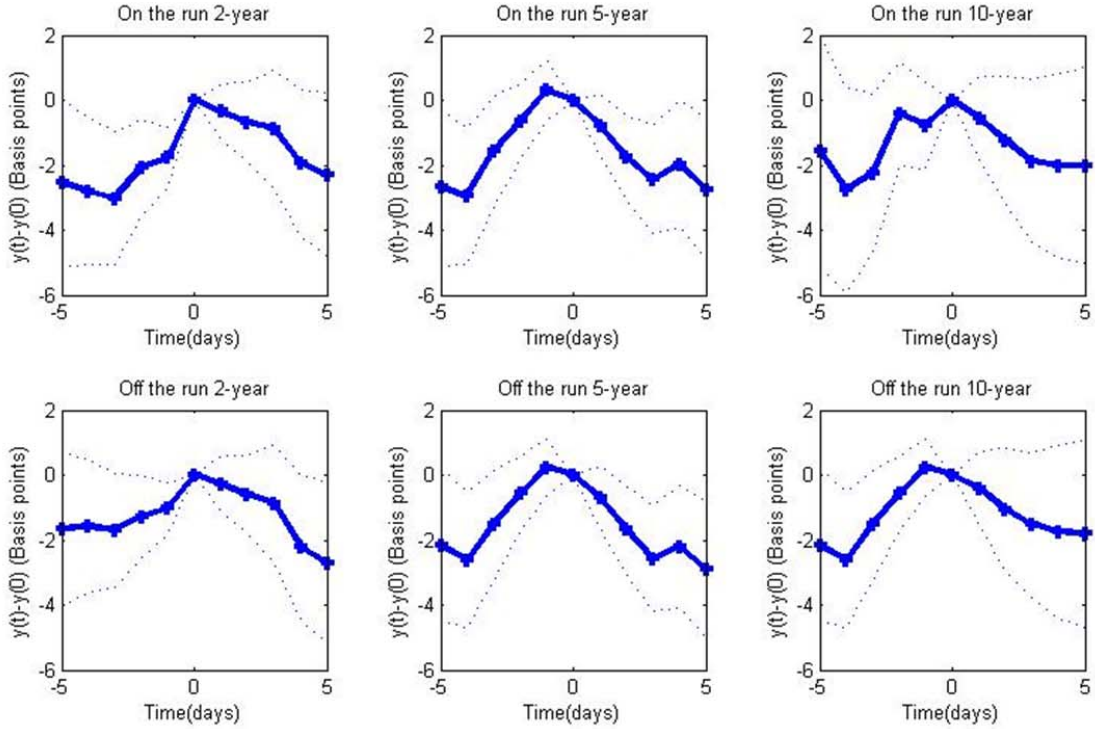 On the run 2-year
2
0
-2
-4
-6
y(t)-y(0) (Basis points)
-5
0
5
Time(days)
On the run 5-year
2
0
-2
-4
-6
y(t)-y(0) (Basis points)
-5
0
5
Time(days)
On the run 10-year
2
0
-2
-4
-6
y(t)-y(0) (Basis points)
-5
0
5
Time(days)
Off the run 2-year
2
0
-2
-4
-6
y(t)-y(0) (Basis points)
-5
0
5
Time(days)
Off the run 5-year
2
0
-2
-4
-6
y(t)-y(0) (Basis points)
-5
0
5
Time(days)
Off the run 10-year
2
0
-2
-4
-6
y(t)-y(0) (Basis points)
-5
0
5
Time(days)